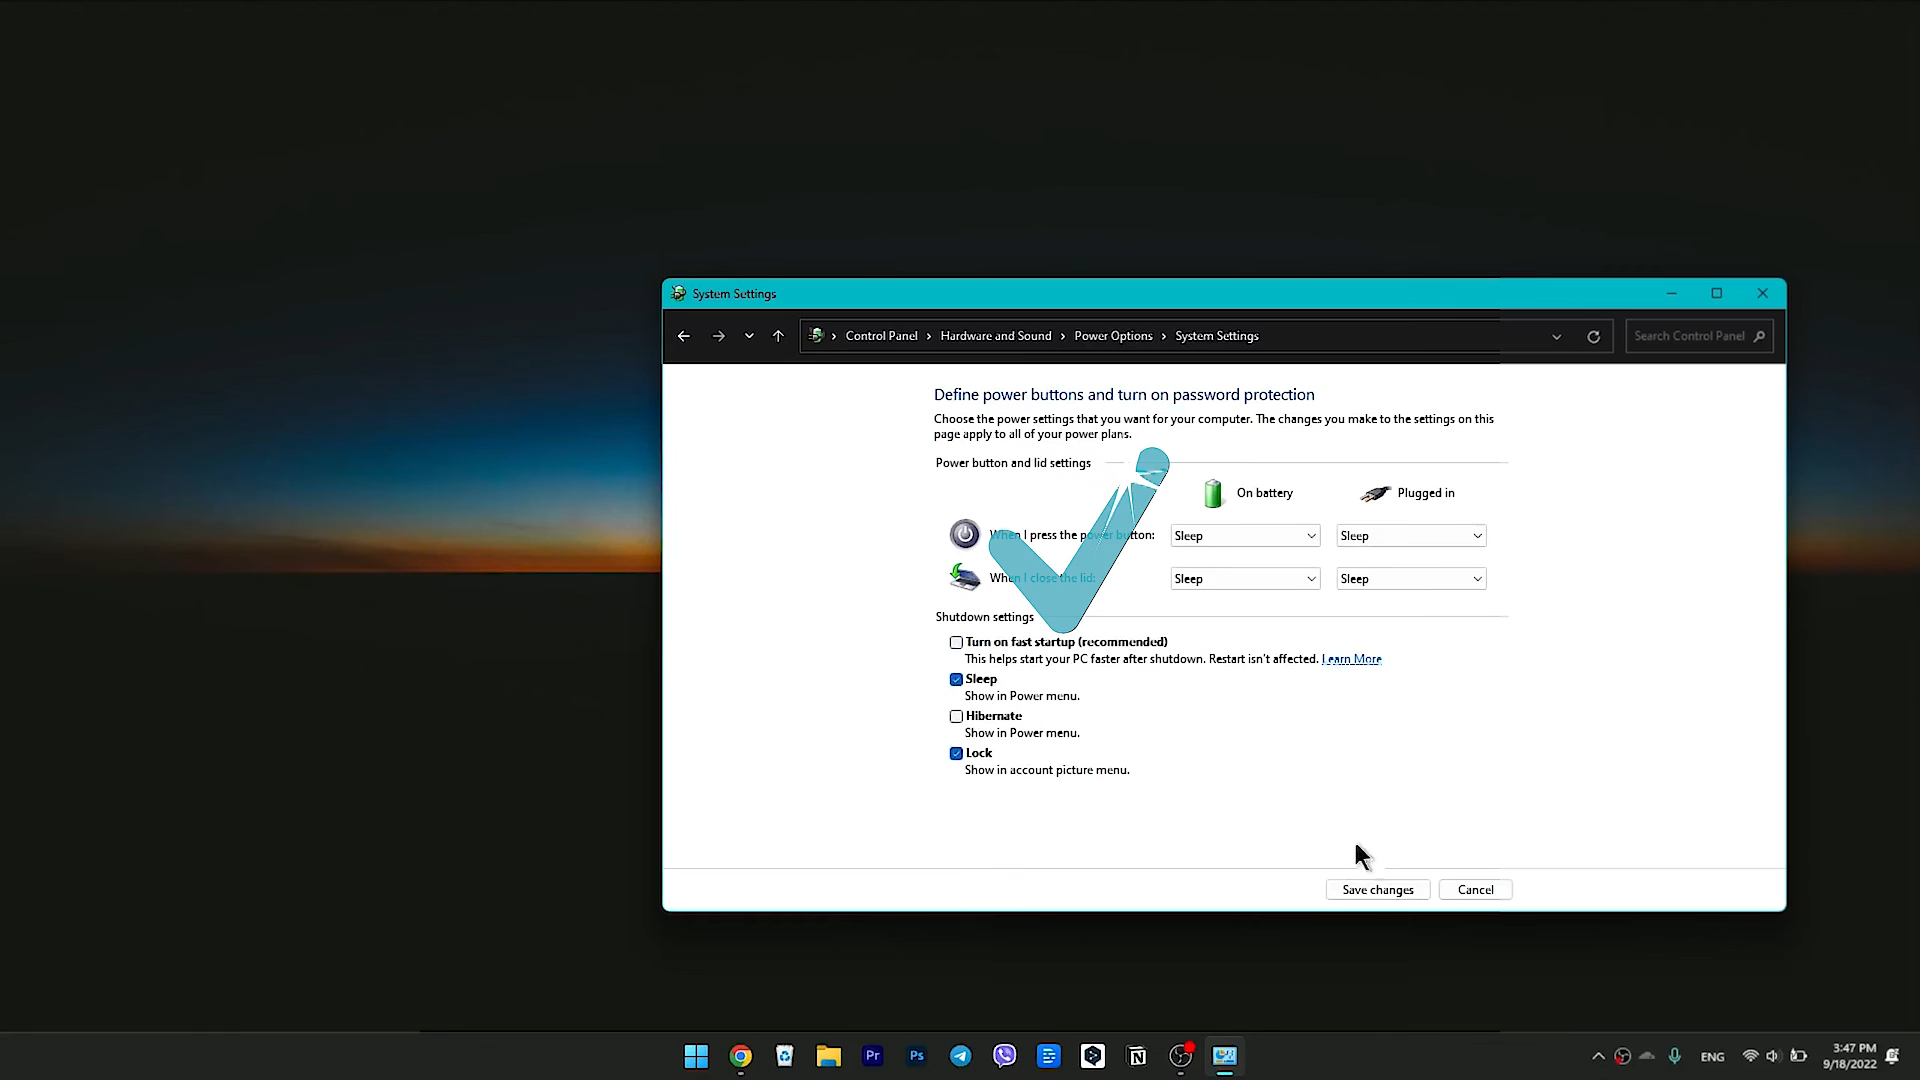 System Settings
Control Panel > Hardware and Sound > Power Options > System Settings
Search Control Panel
Define power buttons and turn on password protection
Choose the power settings that you want for your computer. The changes you make to the settings on this
page apply to all of your power plans.
Power button and lid settings
On battery
Plugged in
When I press the power button:
Sleep
Sleep
When I close the lid:
Sleep
Sleep
Shutdown settings
Turn on fast startup (recommended)
This helps start your PC faster after shutdown. Restart isn't affected. Learn More
Sleep
Show in Power menu.
Hibernate
Show in Power menu.
Lock
Show in account picture menu.
Save changes
Cancel
Pr
Ps
ENG
3:47 PM
9/18/2022